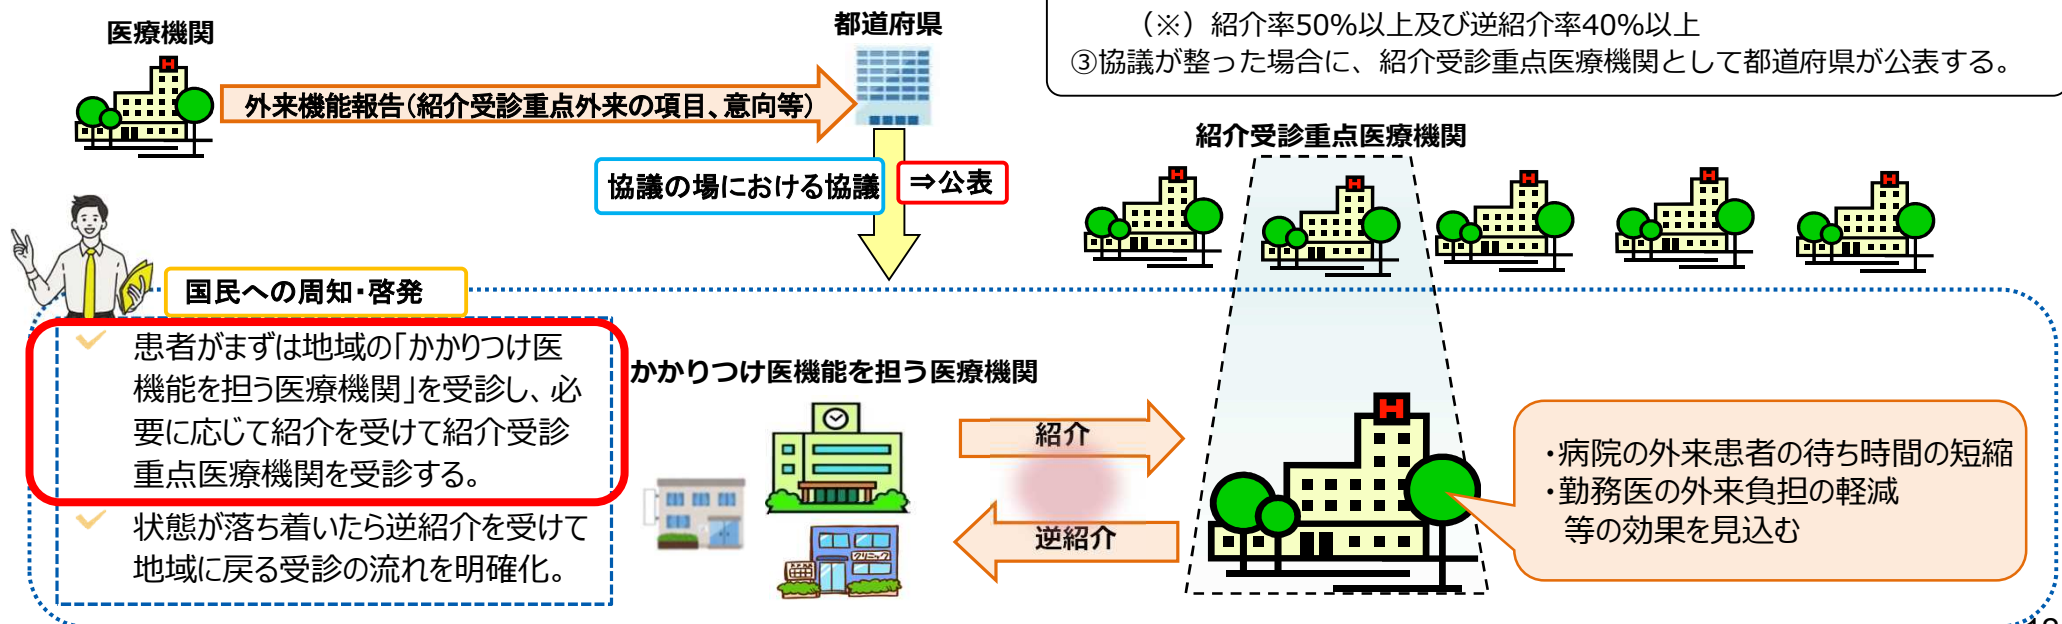 医療機関
都道府県
(※) 紹介率50%以上及び逆紹介率40%以上
③協議が整った場合に、紹介受診重点医療機関として都道府県が公表する。
外来機能報告(紹介受診重点外来の項目、意向等)
協議の場における協議
⇒公表
紹介受診重点医療機関
H
H
H
H
H
H
国民への周知・啓発
患者がまずは地域の「かかりつけ医
機能を担う医療機関」を受診し、必
要に応じて紹介を受けて紹介受診
重点医療機関を受診する。
状態が落ち着いたら逆紹介を受けて
地域に戻る受診の流れを明確化。
かかりつけ医機能を担う医療機関
クリニック
紹介
逆紹介
H
・病院の外来患者の待ち時間の短縮
・勤務医の外来負担の軽減
等の効果を見込む